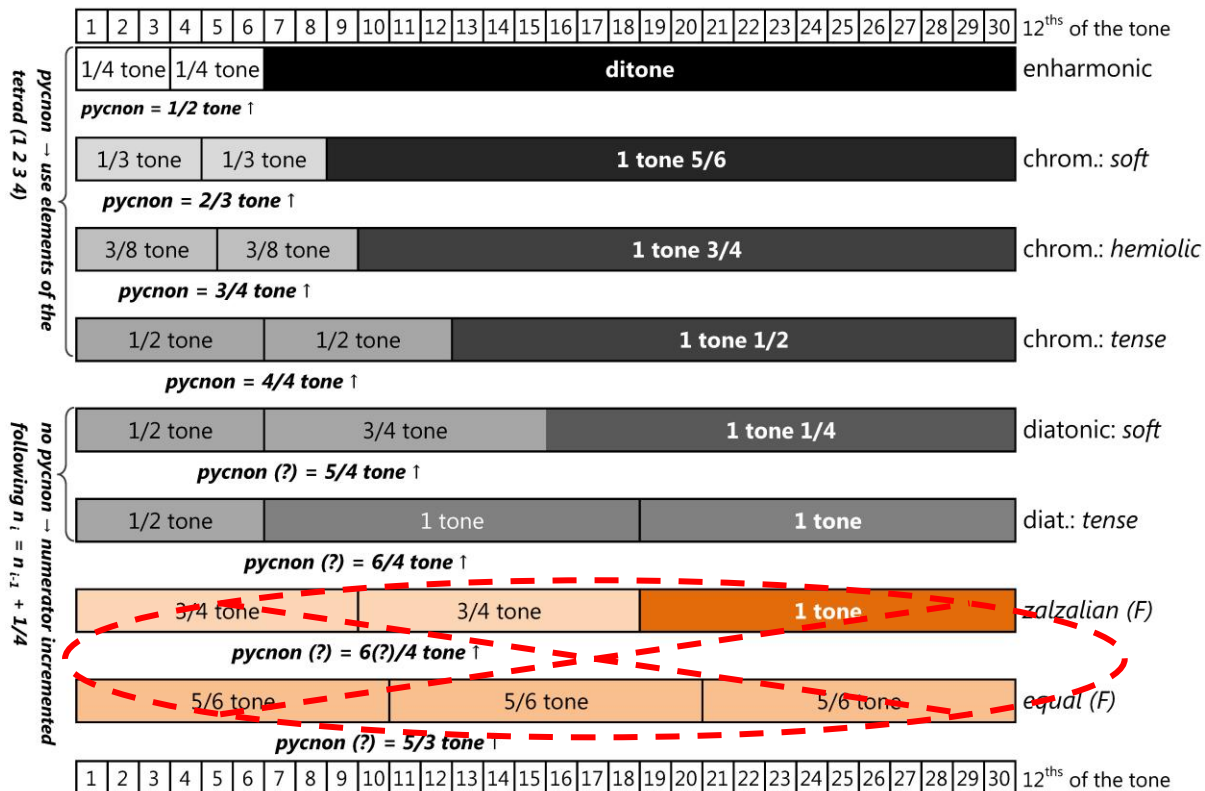 1 2 3 4 5 6 7 8 9 10 11 12 13 14 15 16 17 18 19 20 21 22 23 24 25 26 27 28 29 30 12ths of the tone
1/4 tone 1/4 tone ditone enharmonic
pycnon = 1/2 tone ↑
1/3 tone 1/3 tone 1 tone 5/6 chrom.: soft
pycnon = 2/3 tone ↑
3/8 tone 3/8 tone 1 tone 3/4 chrom.: hemiolic
pycnon = 3/4 tone ↑
1/2 tone 1/2 tone 1 tone 1/2 chrom.: tense
pycnon = 4/4 tone ↑
pycnon → use elements of the
tetrad (1 2 3 4)
1/2 tone 3/4 tone 1 tone 1/4 diatonic: soft
pycnon (?) = 5/4 tone ↑
1/2 tone 1 tone 1 tone diat.: tense
pycnon (?) = 6/4 tone ↑
3/4 tone 3/4 tone 1 tone zalzalian (F)
pycnon (?) = 6(?)/4 tone ↑
5/6 tone 5/6 tone 5/6 tone equal (F)
pycnon (?) = 5/3 tone ↑
no pycnon → numerator incremented
following n i = n i-1 + 1/4
1 2 3 4 5 6 7 8 9 10 11 12 13 14 15 16 17 18 19 20 21 22 23 24 25 26 27 28 29 30 12ths of the tone